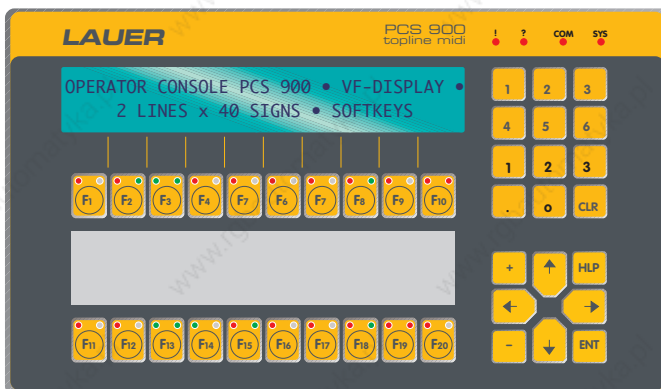 LAUER
PCS 900
topline midi
! ? COM SYS
OPERATOR CONSOLE PCS 900 • VF-DISPLAY •
2 LINES x 40 SIGNS • SOFTKEYS
1 2 3
4 5 6
1 2 3
. o CLR
F1 F2 F3 F4 F7 F6 F7 F8 F9 F10
+ HLP
- ENT
F11 F12 F13 F14 F15 F16 F17 F18 F19 F20